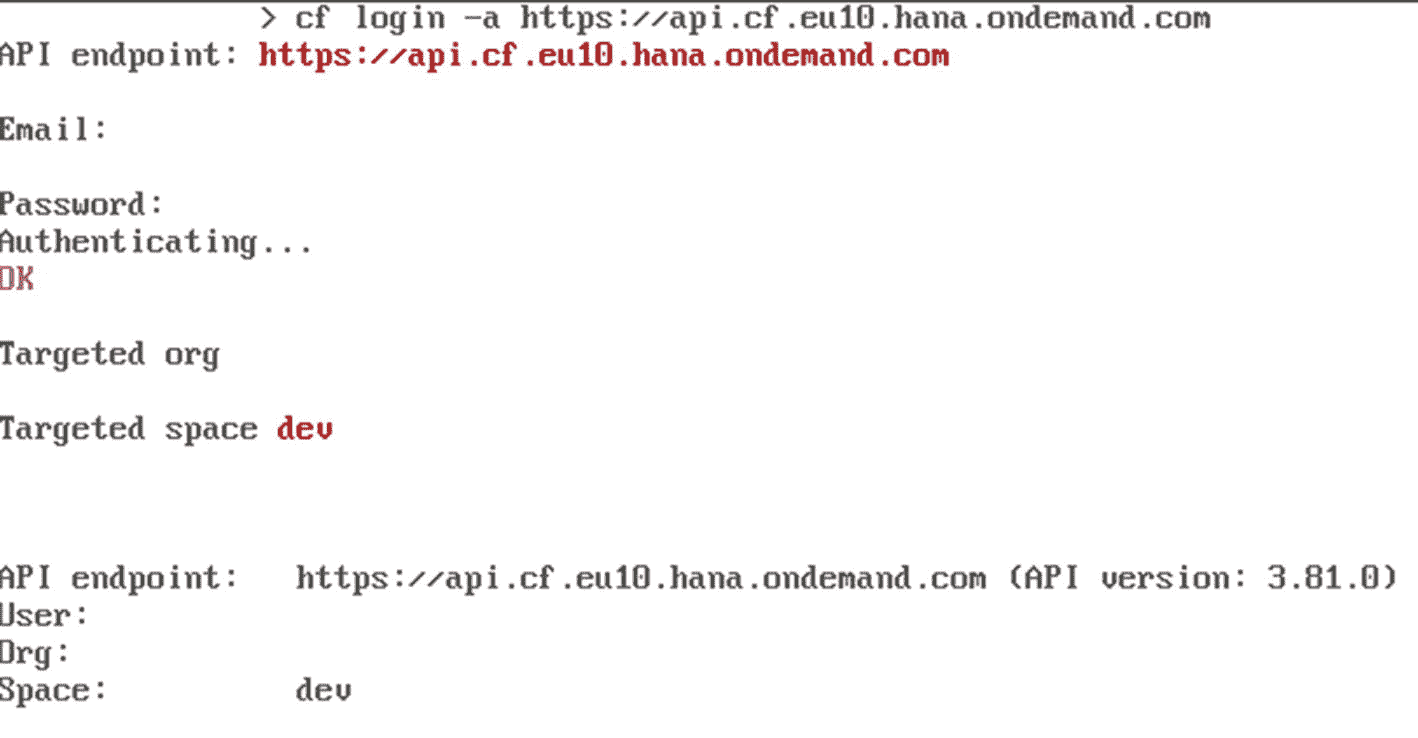 > cf login -a https://api.cf.eu10.hana.ondemand.com
API endpoint: https://api.cf.eu10.hana.ondemand.com
Email:
Password:
Authenticating...
OK
Targeted org
Targeted space dev
API endpoint: https://api.cf.eu10.hana.ondemand.com (API version: 3.81.0)
User:
Org:
Space: dev